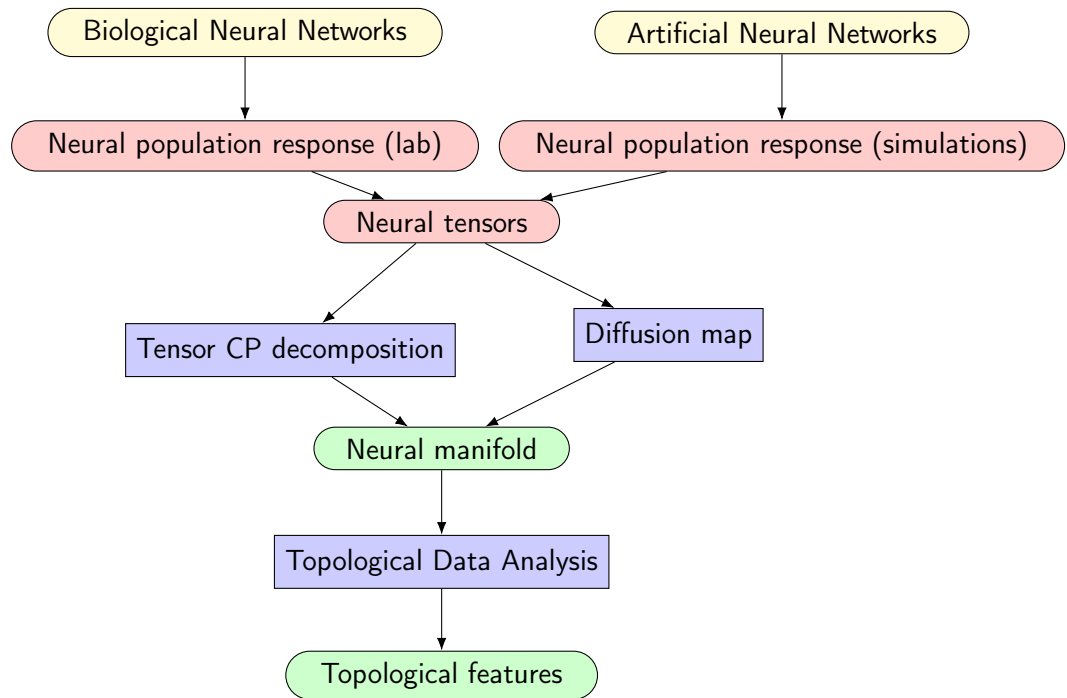 Biological Neural Networks
Artificial Neural Networks
Neural population response (lab)
Neural population response (simulations)
Neural tensors
Tensor CP decomposition
Diffusion map
Neural manifold
Topological Data Analysis
Topological features